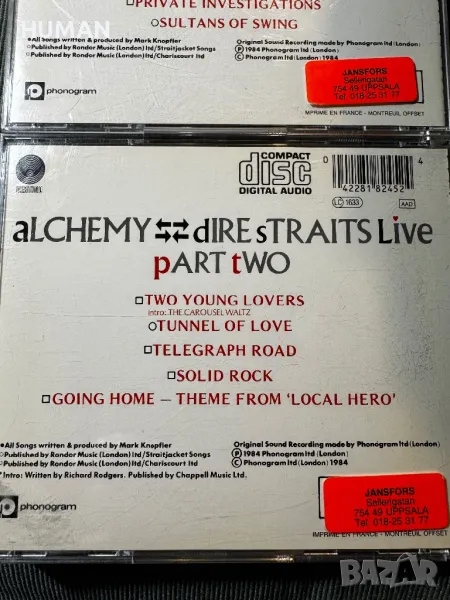 PRIVATE INVESTIGATIONS
SULTANS OF SWING
•All songs written & produced by Mark Knopfler
○Published by Rondor Music (London) ltd/Straitjacket Songs
○Published by Rondor Music (London) ltd/Chariscourt ltd
Original Sound Recording made by Phonogram ltd (London)
Ⓟ 1984 Phonogram ltd (London)
© Phonogram ltd (London) 1984
phonogram
JANSFORS
Sellerigatan
754 49 UPPSALA
Tel. 018-25 31 77
IMPRIME EN FRANCE - MONTREUIL OFFSET
COMPACT
disc
DIGITAL AUDIO
0 42281 82452 4
LC 1633
AAD
aLCHEMY dIRE sTRAITS Live
pART tWO
□TWO YOUNG LOVERS
intro: THE CAROUSEL WALTZ
○TUNNEL OF LOVE
□TELEGRAPH ROAD
□SOLID ROCK
□GOING HOME – THEME FROM 'LOCAL HERO'
•All Songs written & produced by Mark Knopfler
○Published by Rondor Music (London) ltd/Straitjacket Songs
○Published by Rondor Music (London) ltd/Chariscourt ltd
*Intro: Written by Richard Rodgers. Published by Chappell Music Ltd.
Original Sound Recording made by Phonogram ltd (London)
Ⓟ 1984 Phonogram ltd (London)
© Phonogram ltd (London) 1984
phonogram
JANSFORS
Sellerigatan
754 49 UPPSALA
Tel. 018-25 31 77
IMPRIME EN FRANCE - MONTREUIL OFFSET
BAZAR